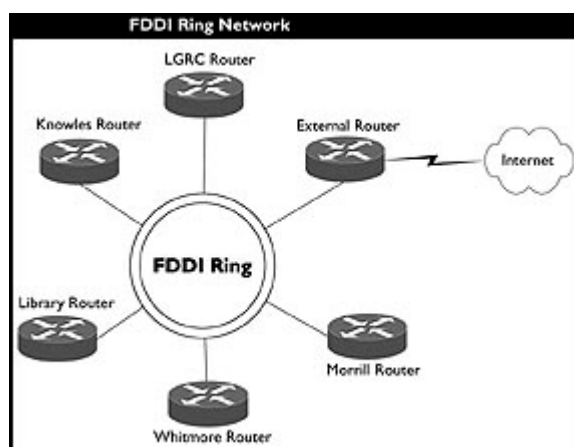 FDDI Ring Network
LGRC Router
Knowles Router
External Router
Internet
FDDI Ring
Library Router
Morrill Router
Whitmore Router